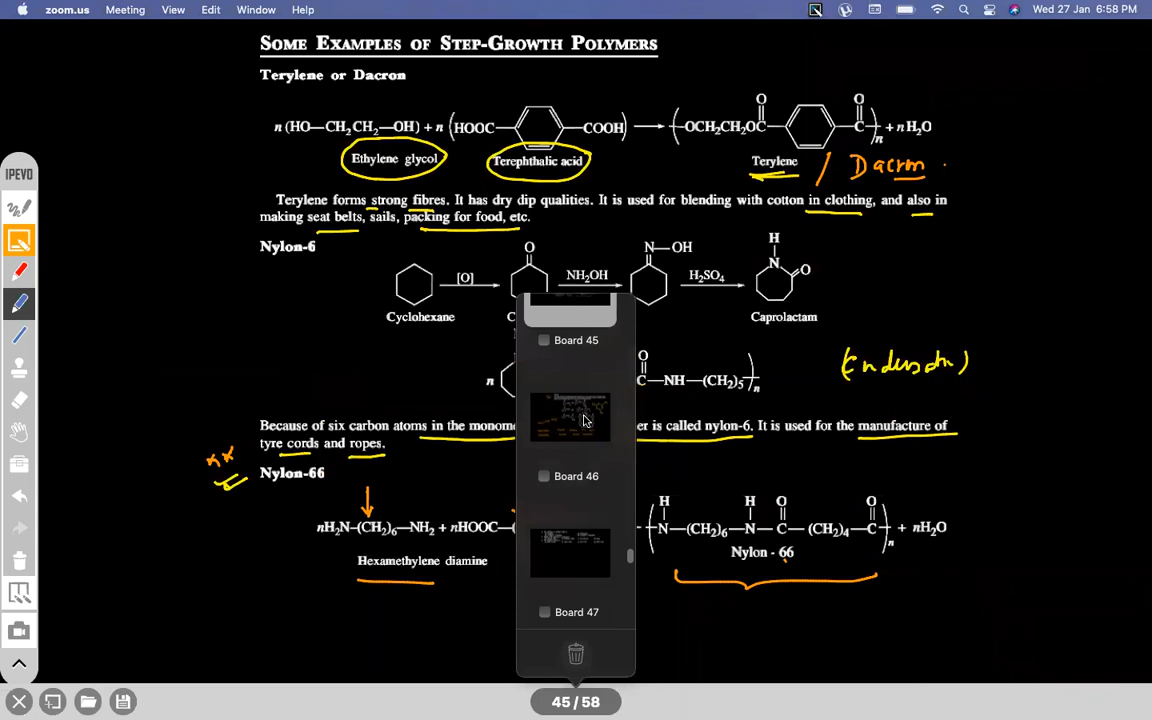 zoom.us Meeting View Edit Window Help Wed 27 Jan 6:58 PM
SOME EXAMPLES OF STEP-GROWTH POLYMERS
IPEVO
Terylene or Dacron
n (HO—CH₂CH₂—OH) + n (HOOC— —COOH) → (—OCH₂CH₂OC— —C—)n + nH₂O
O O
Ethylene glycol Terephthalic acid Terylene / Dacron
Terylene forms strong fibres. It has dry dip qualities. It is used for blending with cotton in clothing, and also in
making seat belts, sails, packing for food, etc.
Nylon-6
O N—OH H
[O] NH₂OH H₂SO₄ N O
Cyclohexane C Caprolactam
Board 45
n O
C—NH—(CH₂)₅—)n
Because of six carbon atoms in the monom er is called nylon-6. It is used for the manufacture of
tyre cords and ropes.
Nylon-66
Board 46
H H O O
nH₂N—(CH₂)₆—NH₂ + nHOOC—( —(N—(CH₂)₆—N—C—(CH₂)₄—C—)n + nH₂O
Hexamethylene diamine Nylon - 66
Board 47
45 / 58